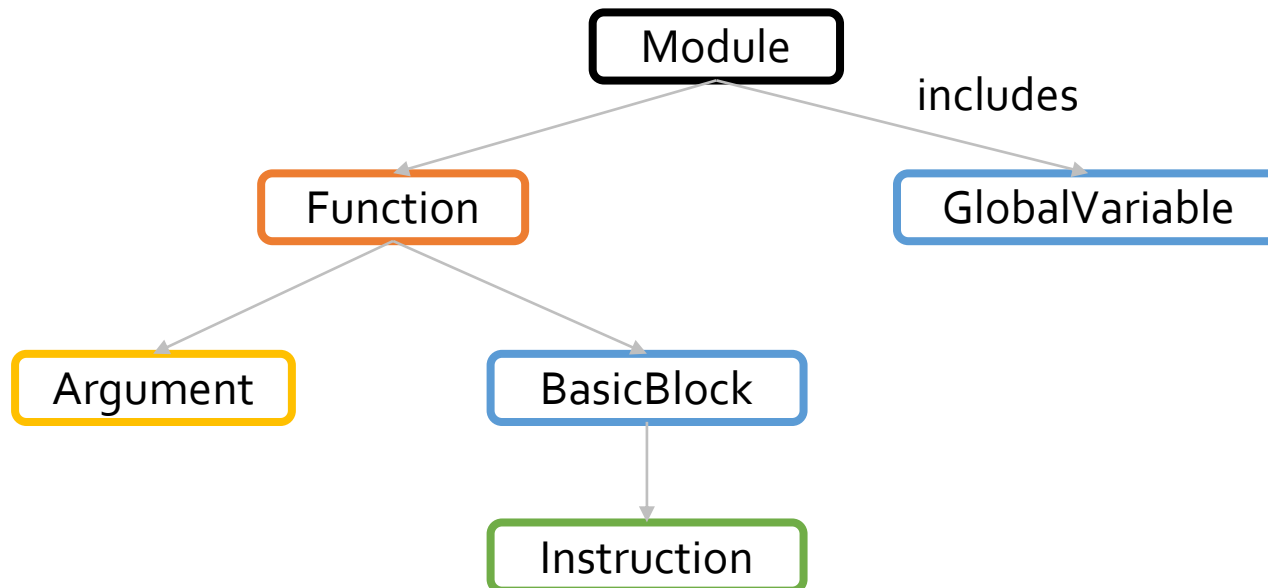 Module
includes
Function
GlobalVariable
Argument
BasicBlock
Instruction